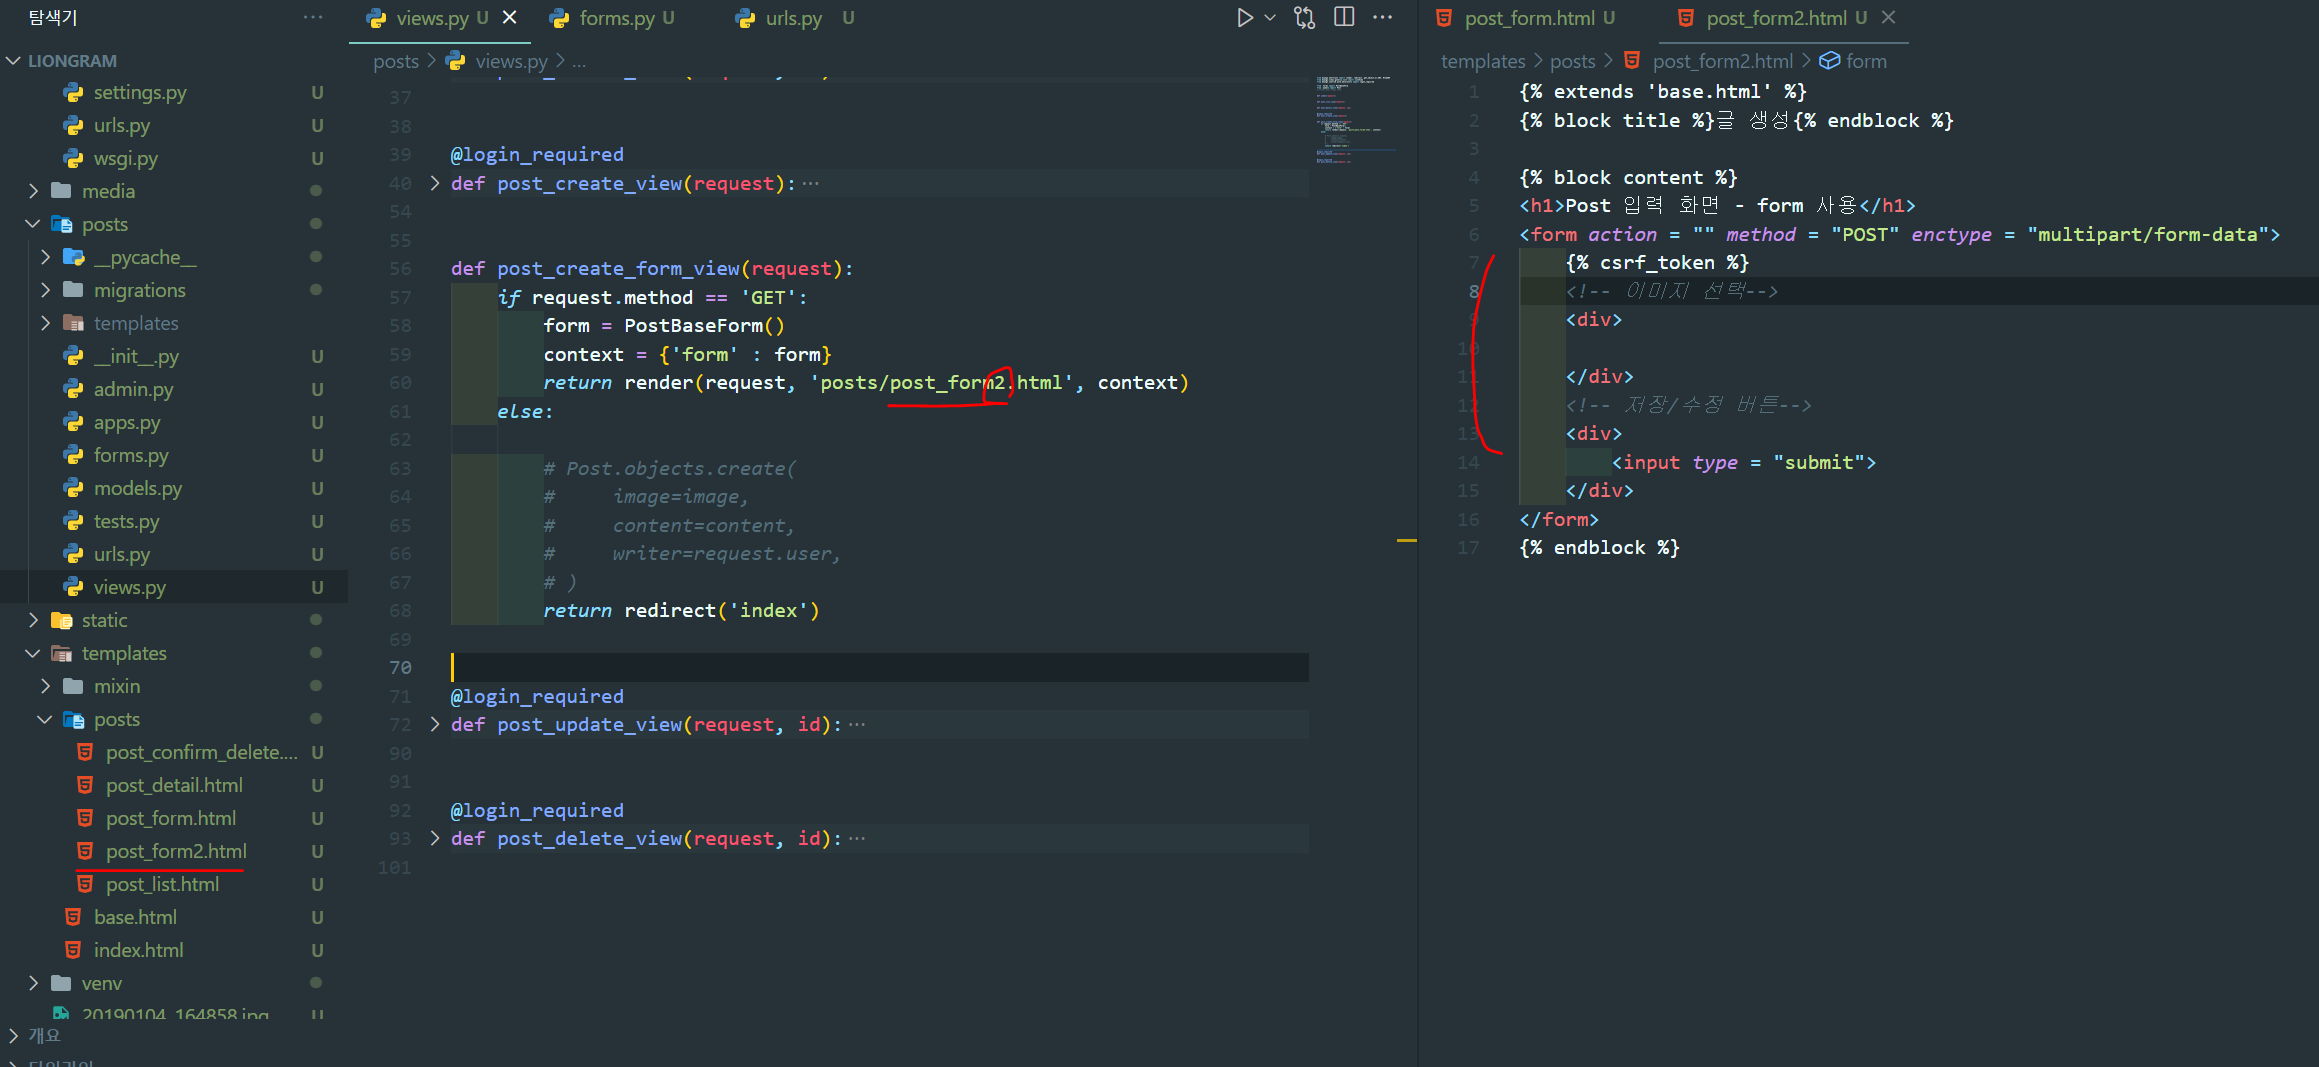 탐색기
LIONGRAM
settings.py U
urls.py U
wsgi.py U
media
posts
__pycache__
migrations
templates
__init__.py U
admin.py U
apps.py U
forms.py U
models.py U
tests.py U
urls.py U
views.py U
static
templates
mixin
posts
post_confirm_delete.... U
post_detail.html U
post_form.html U
post_form2.html U
post_list.html U
base.html U
index.html U
venv
20190104_164858.jpg U
개요
views.py U
forms.py U
urls.py U
posts > views.py > ...
37
38
39 @login_required
40 def post_create_view(request):...
54
55
56 def post_create_form_view(request):
57 if request.method == 'GET':
58 form = PostBaseForm()
59 context = {'form' : form}
60 return render(request, 'posts/post_form2.html', context)
61 else:
62
63 # Post.objects.create(
64 #     image=image,
65 #     content=content,
66 #     writer=request.user,
67 # )
68 return redirect('index')
69
70
71 @login_required
72 def post_update_view(request, id):...
90
91
92 @login_required
93 def post_delete_view(request, id):...
101
post_form.html U
post_form2.html U
templates > posts > post_form2.html > form
1 {% extends 'base.html' %}
2 {% block title %}글 생성{% endblock %}
3
4 {% block content %}
5 <h1>Post 입력 화면 - form 사용</h1>
6 <form action = "" method = "POST" enctype = "multipart/form-data">
7 {% csrf_token %}
8 <!-- 이미지 선택-->
9 <div>
10
11 </div>
12 <!-- 저장/수정 버튼-->
13 <div>
14 <input type = "submit">
15 </div>
16 </form>
17 {% endblock %}